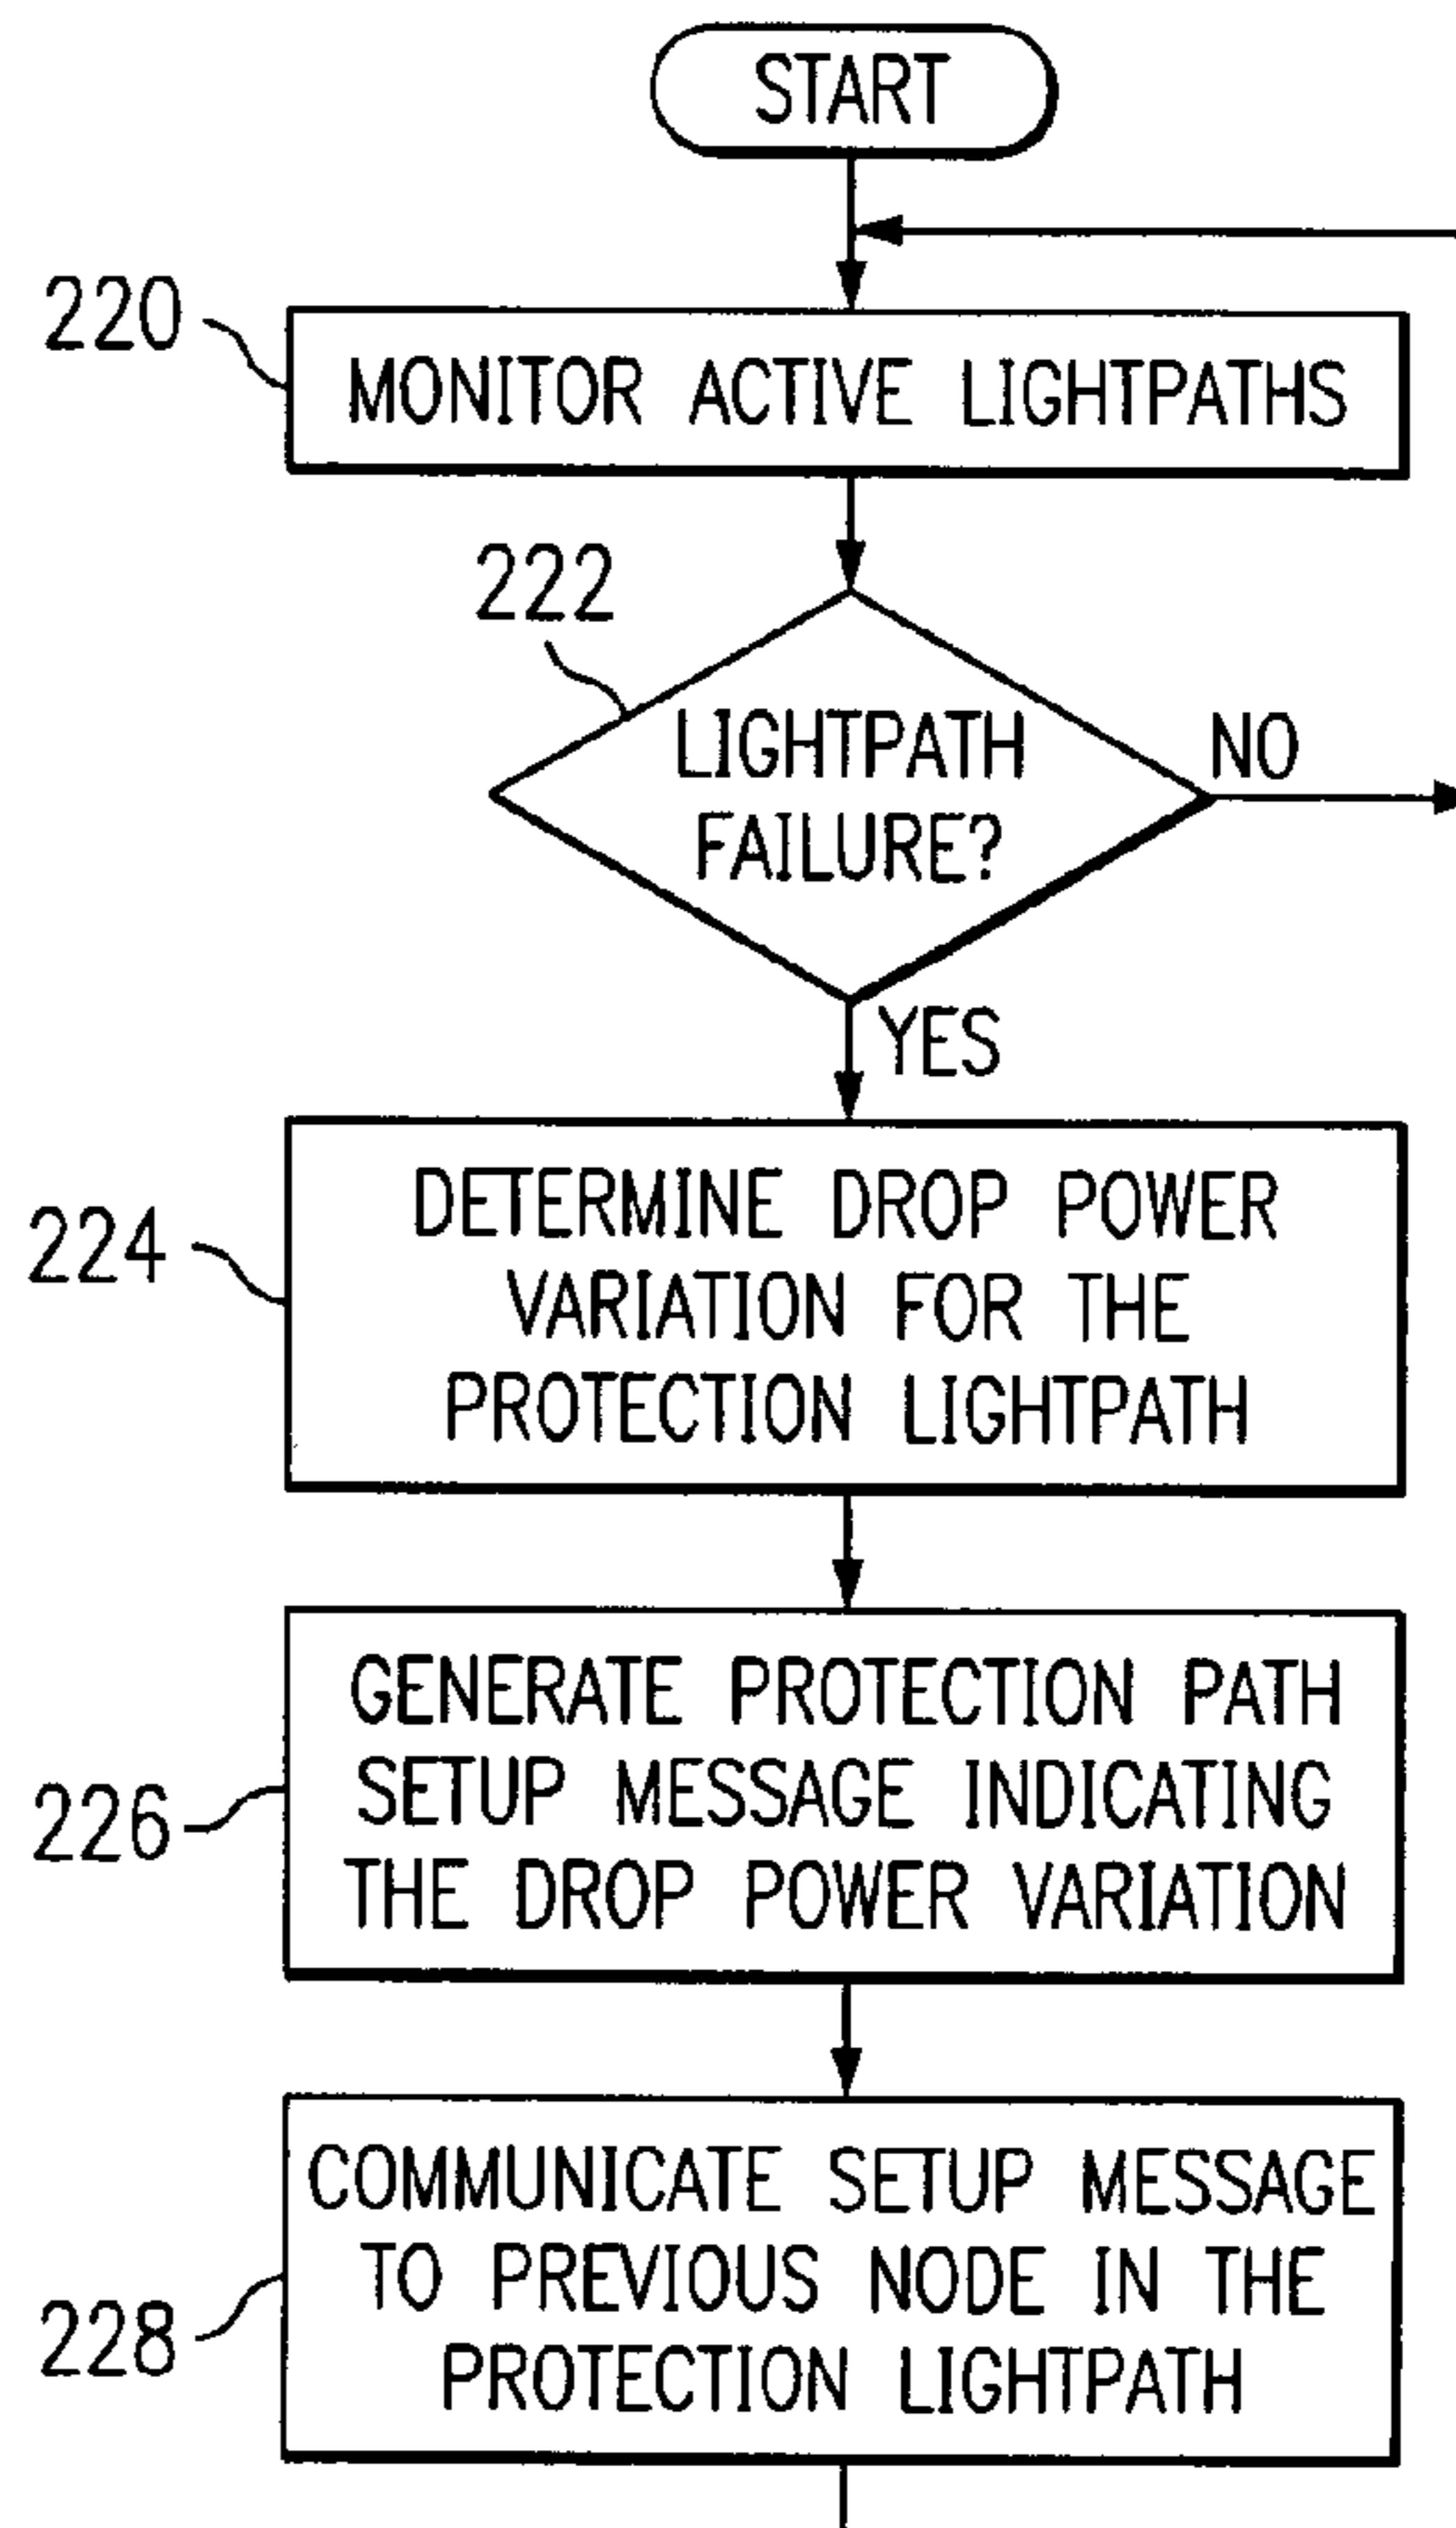 START
220
MONITOR ACTIVE LIGHTPATHS
222
LIGHTPATH
FAILURE?
NO
YES
224
DETERMINE DROP POWER
VARIATION FOR THE
PROTECTION LIGHTPATH
226
GENERATE PROTECTION PATH
SETUP MESSAGE INDICATING
THE DROP POWER VARIATION
228
COMMUNICATE SETUP MESSAGE
TO PREVIOUS NODE IN THE
PROTECTION LIGHTPATH